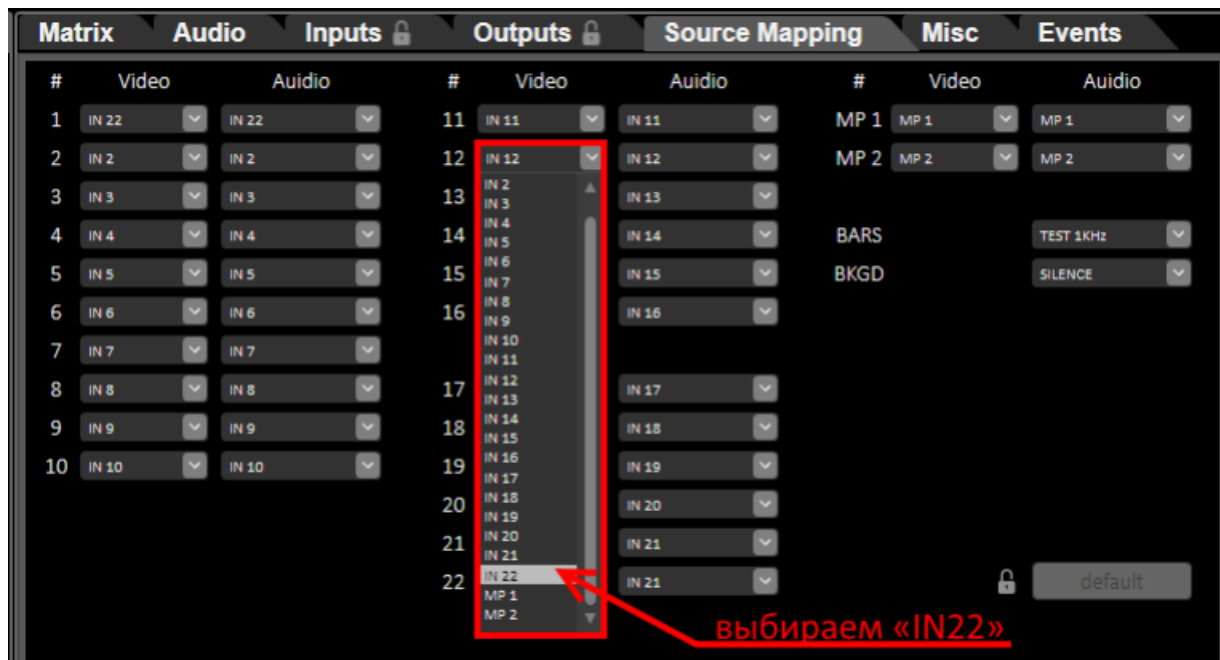 Matrix Audio Inputs Outputs Source Mapping Misc Events
# Video Auidio # Video Auidio # Video Auidio
1 IN 22 IN 22 11 IN 11 IN 11 MP 1 MP 1 MP 1
2 IN 2 IN 2 12 IN 12 IN 12 MP 2 MP 2 MP 2
IN 2
3 IN 3 IN 3 13 IN 3 IN 13
IN 4
4 IN 4 IN 4 14 IN 5 IN 14 BARS TEST 1KHz
IN 6
5 IN 5 IN 5 15 IN 7 IN 15 BKGD SILENCE
IN 8
6 IN 6 IN 6 16 IN 9 IN 16
IN 10
7 IN 7 IN 7 IN 11
IN 12
8 IN 8 IN 8 17 IN 13 IN 17
IN 14
9 IN 9 IN 9 18 IN 15 IN 18
IN 16
10 IN 10 IN 10 19 IN 17 IN 19
IN 18
20 IN 19 IN 20
IN 20
21 IN 21 IN 21
22 IN 22 IN 21 default
MP 1
MP 2
выбираем «IN22»